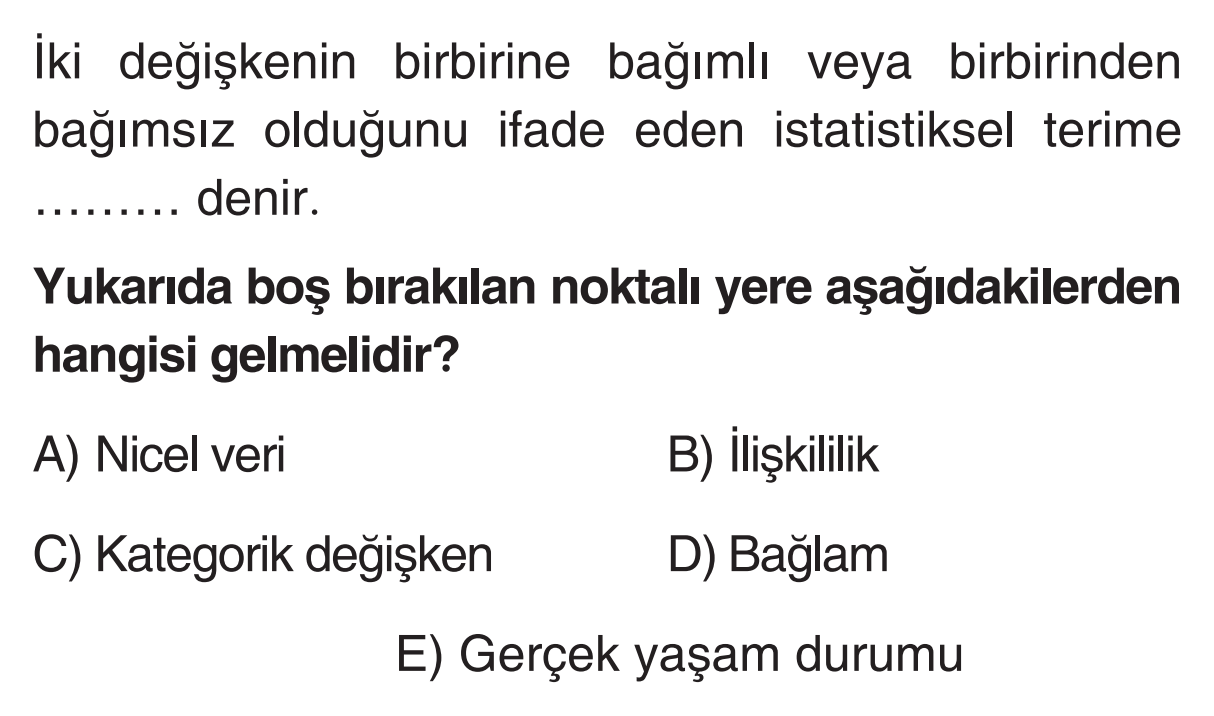 İki değişkenin birbirine bağımlı veya birbirinden
bağımsız olduğunu ifade eden istatistiksel terime
......... denir.
Yukarıda boş bırakılan noktalı yere aşağıdakilerden
hangisi gelmelidir?
A) Nicel veri B) İlişkililik
C) Kategorik değişken D) Bağlam
E) Gerçek yaşam durumu